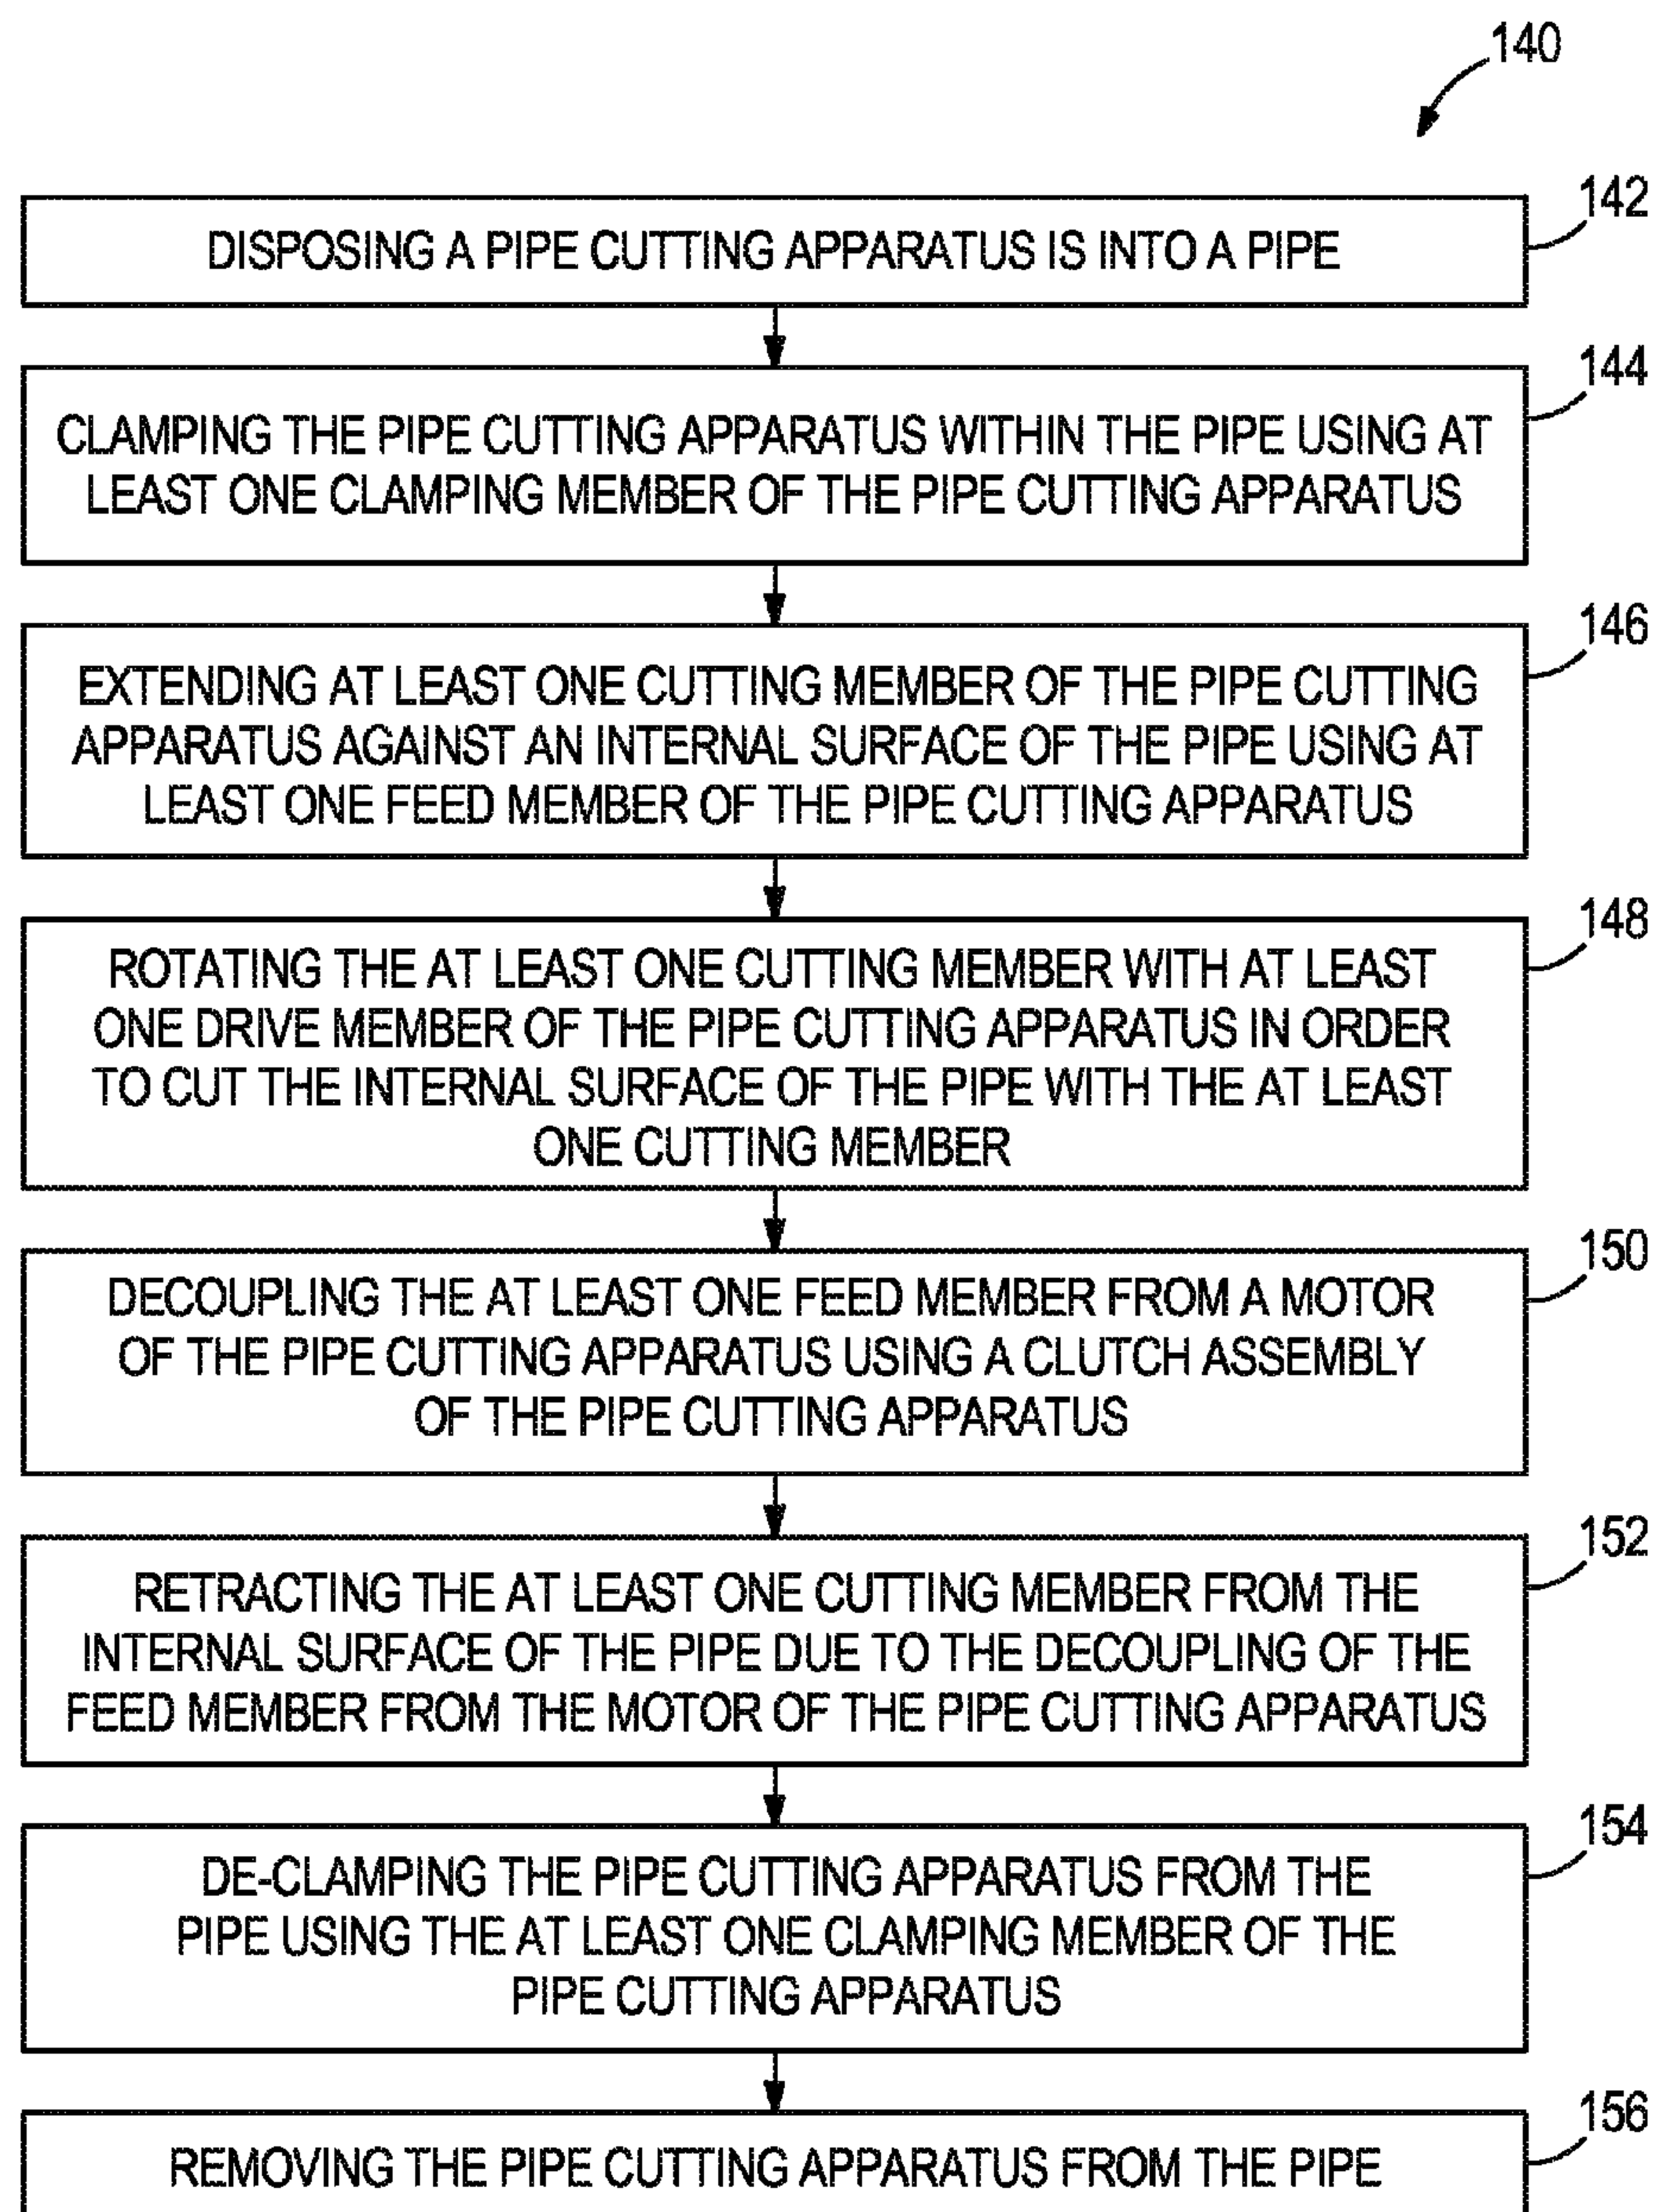 140
142
DISPOSING A PIPE CUTTING APPARATUS IS INTO A PIPE
144
CLAMPING THE PIPE CUTTING APPARATUS WITHIN THE PIPE USING AT
LEAST ONE CLAMPING MEMBER OF THE PIPE CUTTING APPARATUS
146
EXTENDING AT LEAST ONE CUTTING MEMBER OF THE PIPE CUTTING
APPARATUS AGAINST AN INTERNAL SURFACE OF THE PIPE USING AT
LEAST ONE FEED MEMBER OF THE PIPE CUTTING APPARATUS
148
ROTATING THE AT LEAST ONE CUTTING MEMBER WITH AT LEAST
ONE DRIVE MEMBER OF THE PIPE CUTTING APPARATUS IN ORDER
TO CUT THE INTERNAL SURFACE OF THE PIPE WITH THE AT LEAST
ONE CUTTING MEMBER
150
DECOUPLING THE AT LEAST ONE FEED MEMBER FROM A MOTOR
OF THE PIPE CUTTING APPARATUS USING A CLUTCH ASSEMBLY
OF THE PIPE CUTTING APPARATUS
152
RETRACTING THE AT LEAST ONE CUTTING MEMBER FROM THE
INTERNAL SURFACE OF THE PIPE DUE TO THE DECOUPLING OF THE
FEED MEMBER FROM THE MOTOR OF THE PIPE CUTTING APPARATUS
154
DE-CLAMPING THE PIPE CUTTING APPARATUS FROM THE
PIPE USING THE AT LEAST ONE CLAMPING MEMBER OF THE
PIPE CUTTING APPARATUS
156
REMOVING THE PIPE CUTTING APPARATUS FROM THE PIPE